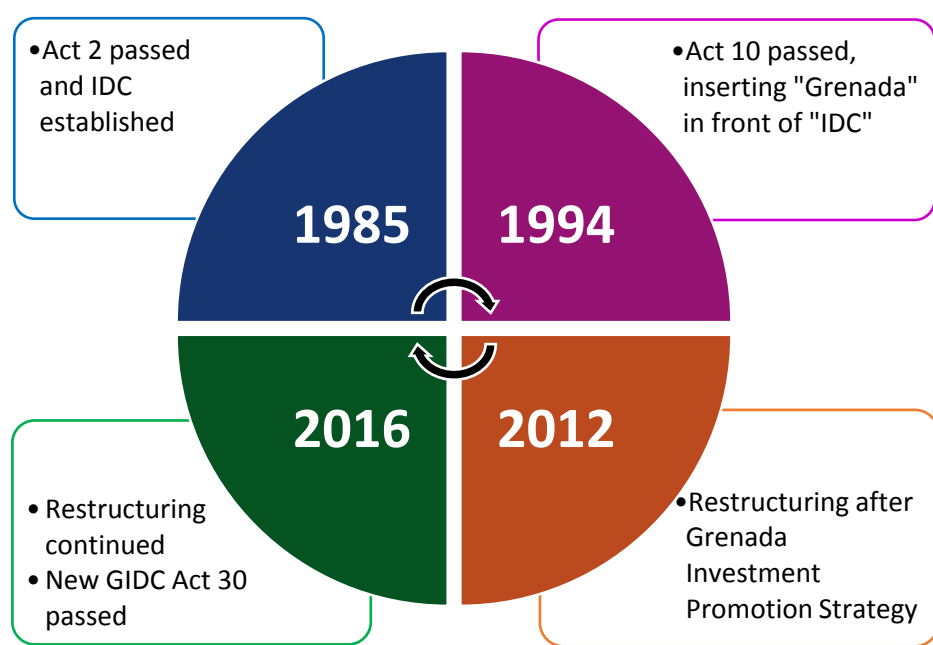 •Act 2 passed
and IDC
established
1985
•Act 10 passed,
inserting "Grenada"
in front of "IDC"
1994
•Restructuring after
Grenada
Investment
Promotion Strategy
2012
• Restructuring
continued
• New GIDC Act 30
passed
2016